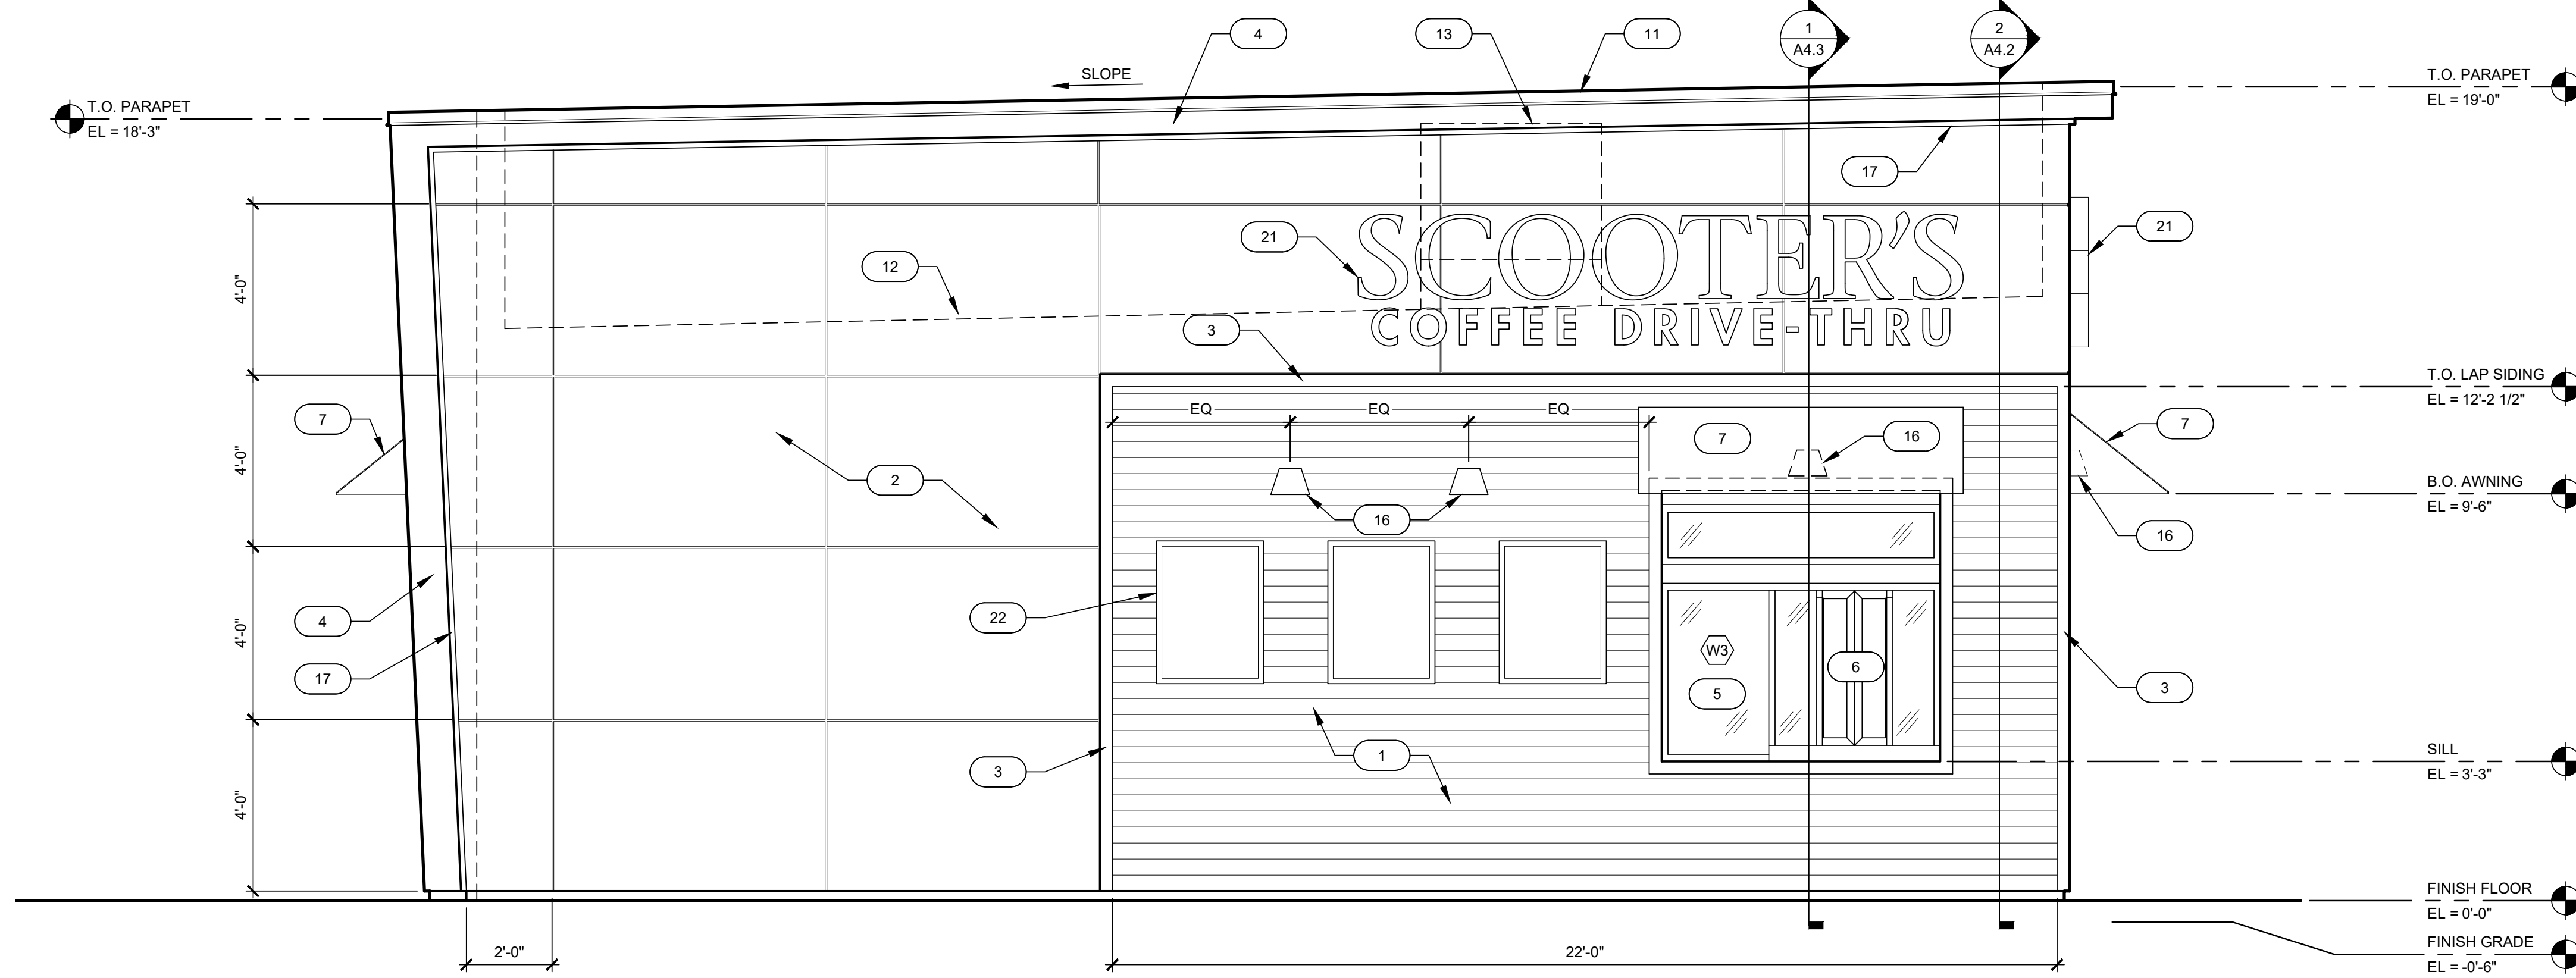 4
13
11
1
A4.3
2
A4.2
SLOPE
T.O. PARAPET
EL = 18'-3"
T.O. PARAPET
EL = 19'-0"
17
21
SCOOTER'S
21
12
4'-0"
3
COFFEE DRIVE-THRU
T.O. LAP SIDING
EL = 12'-2 1/2"
EQ
EQ
EQ
7
7
16
7
4'-0"
2
B.O. AWNING
EL = 9'-6"
16
16
4
22
4'-0"
W3
6
17
5
3
SILL
EL = 3'-3"
1
3
4'-0"
FINISH FLOOR
EL = 0'-0"
2'-0"
22'-0"
FINISH GRADE
EL = -0'-6"